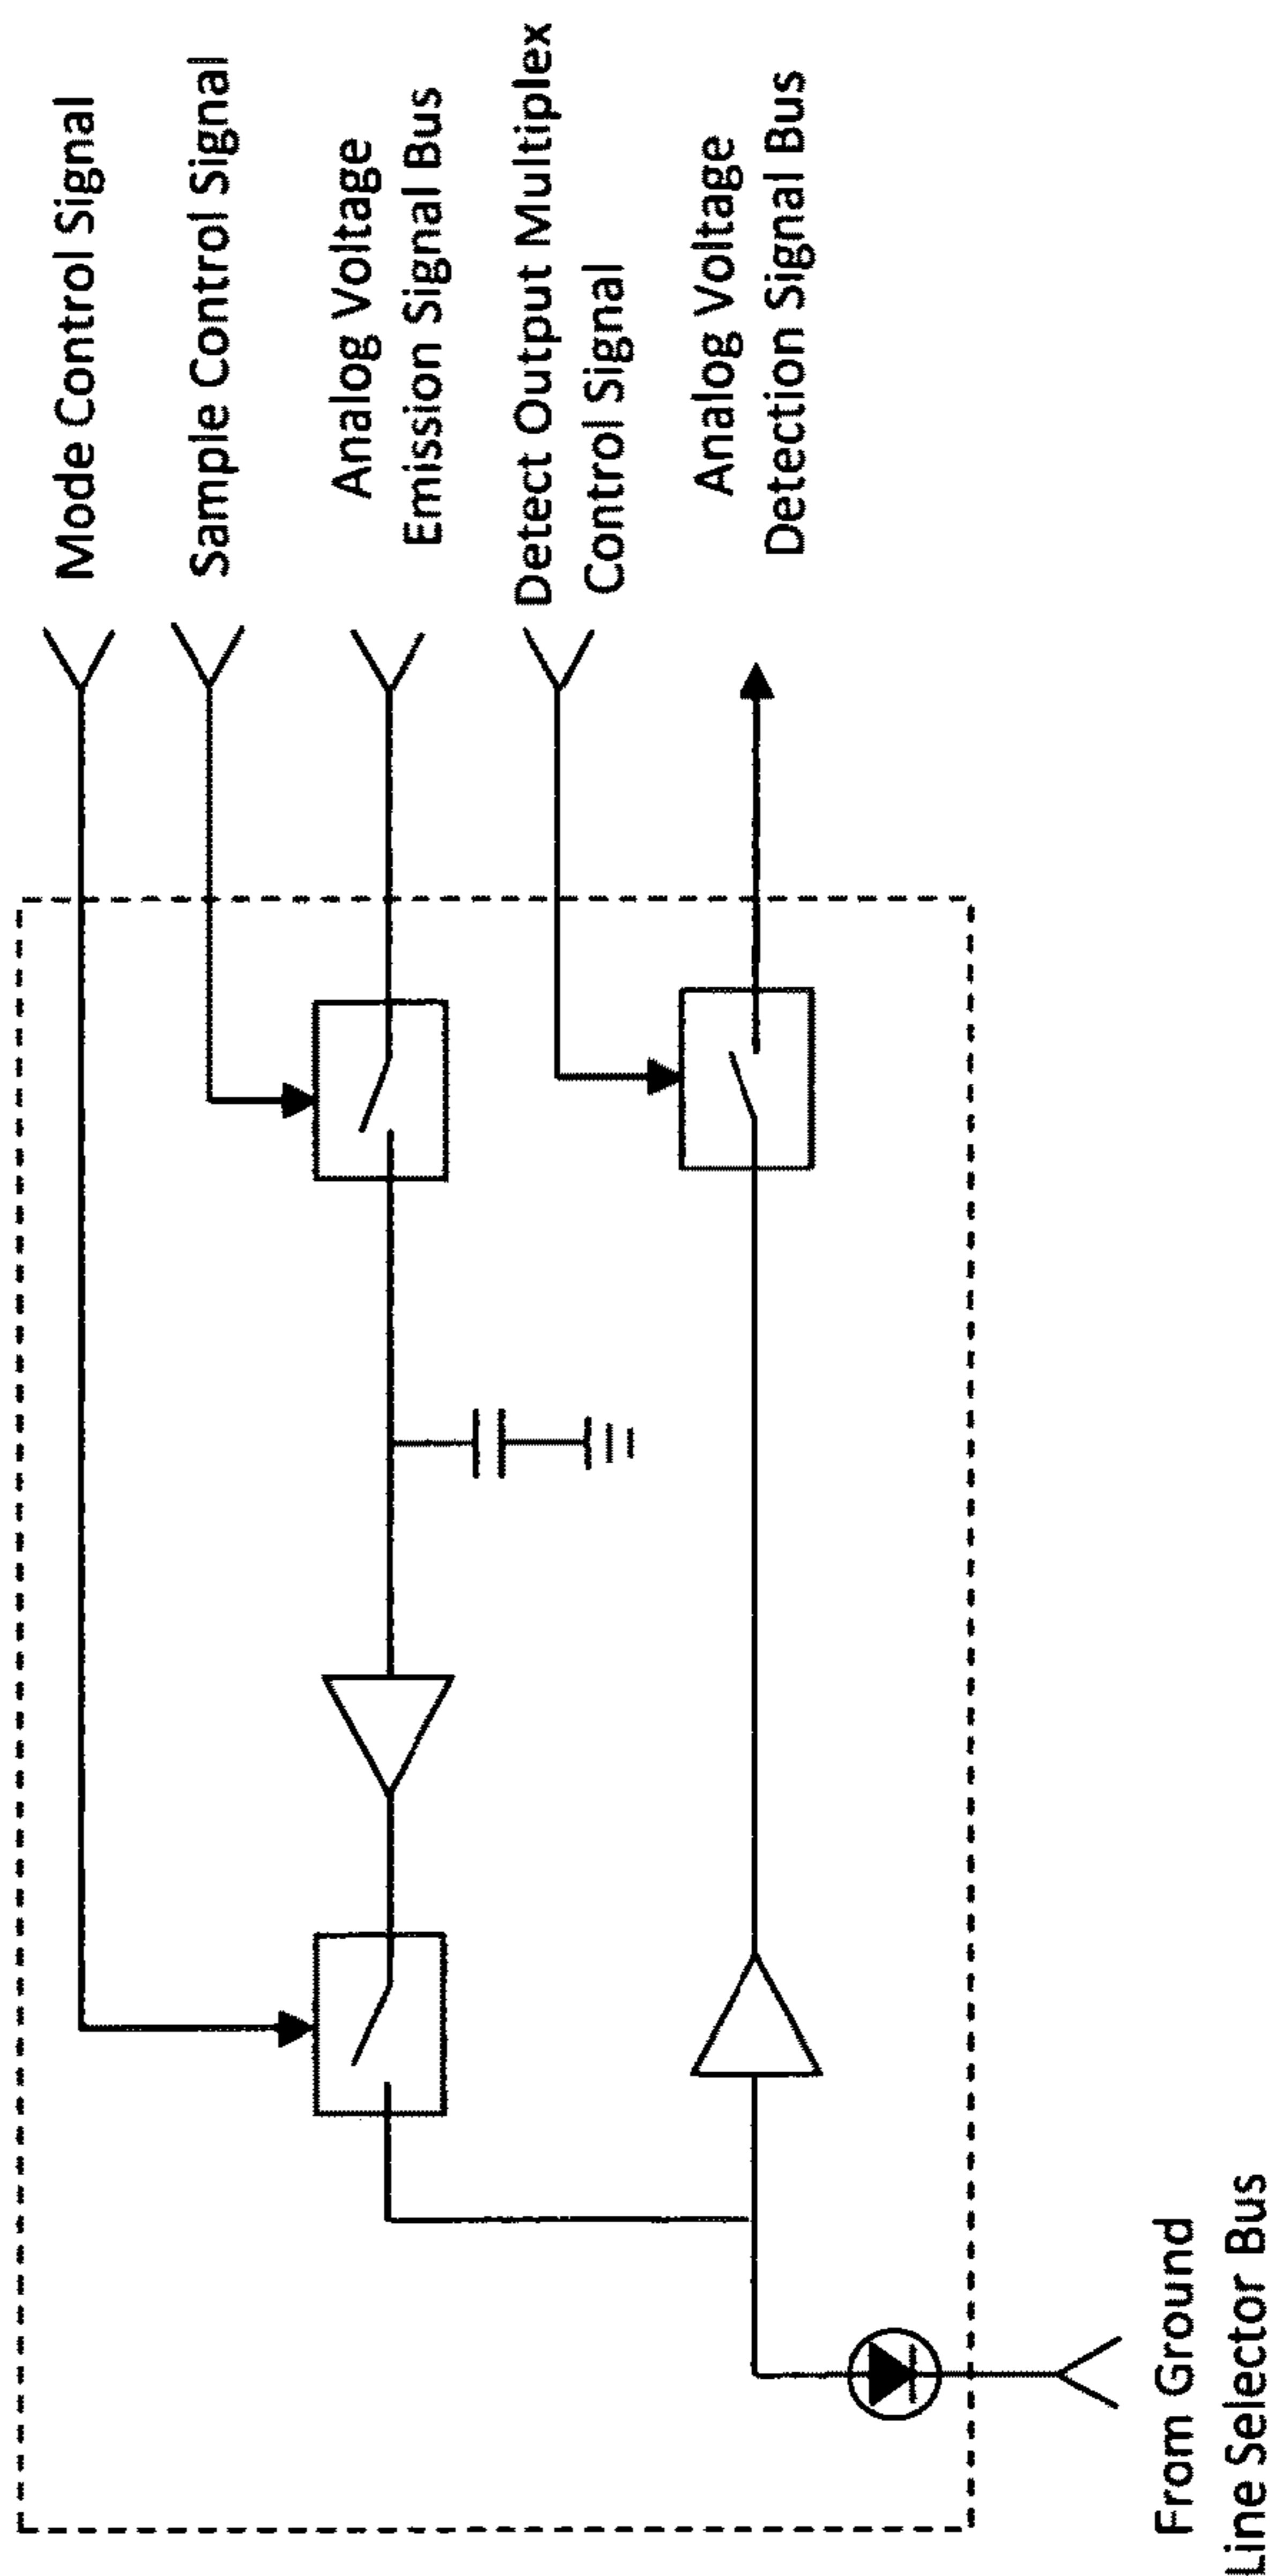 Mode Control Signal
Sample Control Signal
Analog Voltage
Emission Signal Bus
Detect Output Multiplex
Control Signal
Analog Voltage
Detection Signal Bus
From Ground
Line Selector Bus